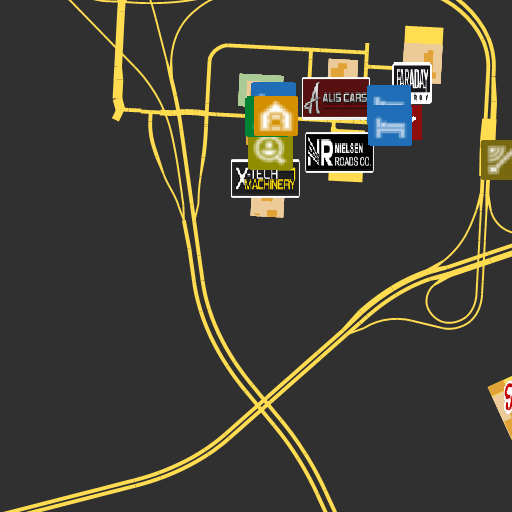 FARADAY
ALIS CARS
NR NIELSEN
ROADS CO.
X-TECH
MACHINERY